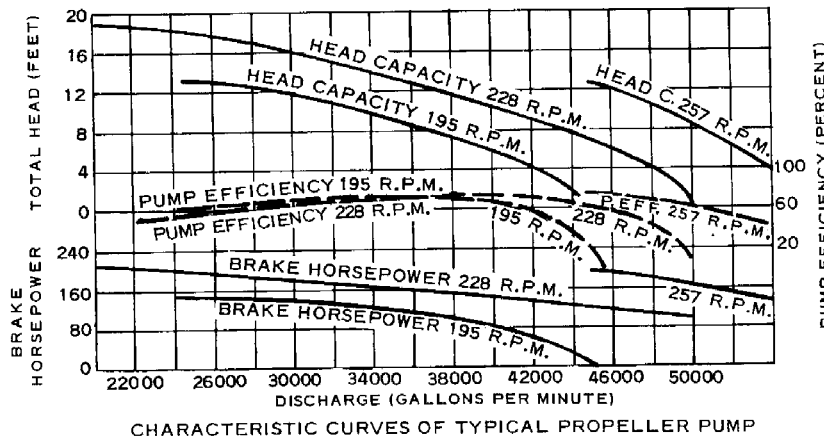 20
16
12
8
4
0
TOTAL HEAD (FEET)
HEAD CAPACITY 228 R.P.M.
HEAD CAPACITY 195 R.P.M.
HEAD C. 257 R.P.M.
100
60
20
PUMP EFFICIENCY (PERCENT)
PUMP EFFICIENCY 195 R.P.M.
PUMP EFFICIENCY 228 R.P.M.
P.EFF. 257 R.P.M.
195 R.P.M.
228 R.P.M.
240
160
80
0
BRAKE
HORSEPOWER
BRAKE HORSEPOWER 228 R.P.M.
257 R.P.M.
BRAKE HORSEPOWER 195 R.P.M.
0
22000 26000 30000 34000 38000 42000 46000 50000
DISCHARGE (GALLONS PER MINUTE)
CHARACTERISTIC CURVES OF TYPICAL PROPELLER PUMP